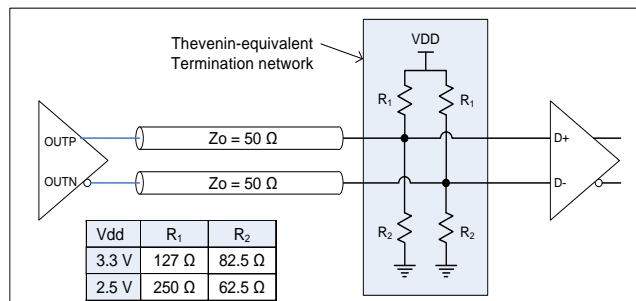 Thevenin-equivalent
Termination network
VDD
R1 R1
OUTP
Zo = 50 Ω
D+
OUTN
Zo = 50 Ω
D-
R2 R2
Vdd R1 R2
3.3 V 127 Ω 82.5 Ω
2.5 V 250 Ω 62.5 Ω